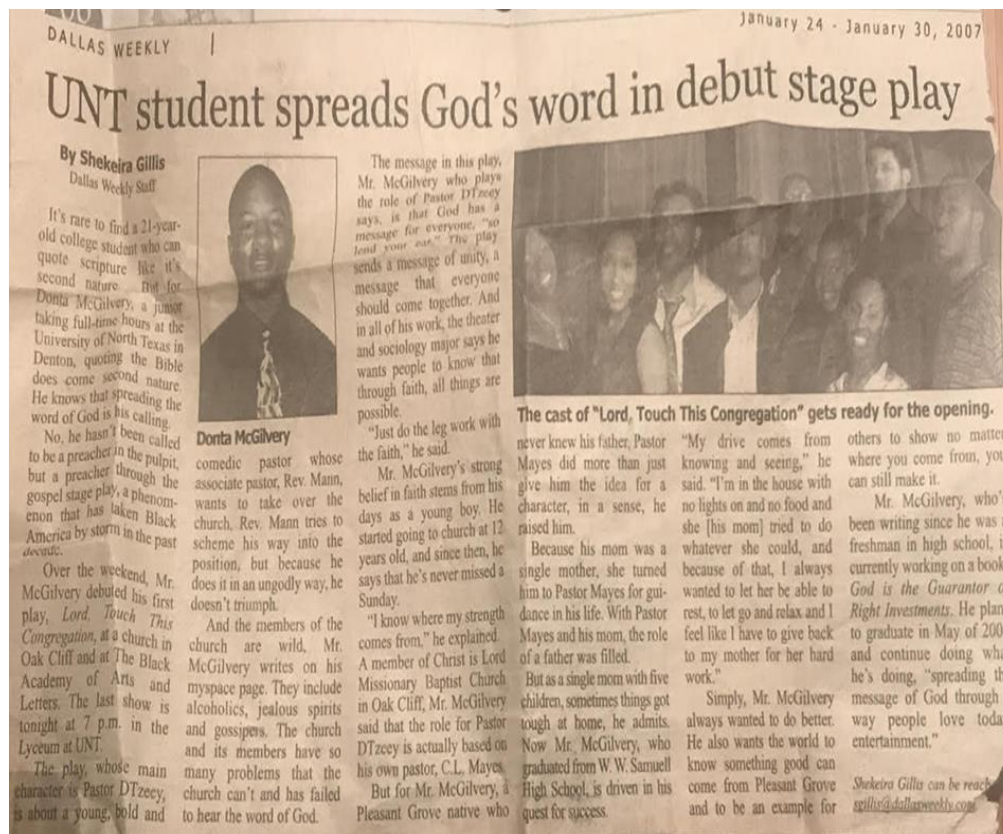 DALLAS WEEKLY
January 24 - January 30, 2007
UNT student spreads God's word in debut stage play
By Shekeira Gillis
Dallas Weekly Staff
It's rare to find a 21-year-
old college student who can
quote scripture like it's
second nature. But for
Donta McGilvery, a junior
taking full-time hours at the
University of North Texas in
Denton, quoting the Bible
does come second nature.
He knows that spreading the
word of God is his calling.
No, he hasn't been called
to be a preacher in the pulpit,
but a preacher through the
gospel stage play, a phenom-
enon that has taken Black
America by storm in the past
decade.
Over the weekend, Mr.
McGilvery debuted his first
play, Lord, Touch This
Congregation, at a church in
Oak Cliff and at The Black
Academy of Arts and
Letters. The last show is
tonight at 7 p.m. in the
Lyceum at UNT.
The play, whose main
character is Pastor DTzeey,
is about a young, bold and
Donta McGilvery
comedic pastor whose
associate pastor, Rev. Mann,
wants to take over the
church. Rev. Mann tries to
scheme his way into the
position, but because he
does it in an ungodly way, he
doesn't triumph.
And the members of the
church are wild, Mr.
McGilvery writes on his
myspace page. They include
alcoholics, jealous spirits
and gossipers. The church
and its members have so
many problems that the
church can't and has failed
to hear the word of God.
The message in this play,
Mr. McGilvery who plays
the role of Pastor DTzeey
says, is that God has a
message for everyone, "so
lend your ear." The play
sends a message of unity, a
message that everyone
should come together. And
in all of his work, the theater
and sociology major says he
wants people to know that
through faith, all things are
possible.
"Just do the leg work with
the faith," he said.
Mr. McGilvery's strong
belief in faith stems from his
days as a young boy. He
started going to church at 12
years old, and since then, he
says that he's never missed a
Sunday.
"I know where my strength
comes from," he explained.
A member of Christ is Lord
Missionary Baptist Church
in Oak Cliff, Mr. McGilvery
said that the role for Pastor
DTzeey is actually based on
his own pastor, C.L. Mayes.
But for Mr. McGilvery, a
Pleasant Grove native who
The cast of "Lord, Touch This Congregation" gets ready for the opening.
never knew his father, Pastor
Mayes did more than just
give him the idea for a
character, in a sense, he
raised him.
Because his mom was a
single mother, she turned
him to Pastor Mayes for gui-
dance in his life. With Pastor
Mayes and his mom, the role
of a father was filled.
But as a single mom with five
children, sometimes things got
tough at home, he admits.
Now Mr. McGilvery, who
graduated from W. W. Samuell
High School, is driven in his
quest for success.
"My drive comes from
knowing and seeing," he
said. "I'm in the house with
no lights on and no food and
she [his mom] tried to do
whatever she could, and
because of that, I always
wanted to let her be able to
rest, to let go and relax and I
feel like I have to give back
to my mother for her hard
work."
Simply, Mr. McGilvery
always wanted to do better.
He also wants the world to
know something good can
come from Pleasant Grove
and to be an example for
others to show no matter
where you come from, you
can still make it.
Mr. McGilvery, who
been writing since he was
freshman in high school, i
currently working on a book
God is the Guarantor o
Right Investments. He plan
to graduate in May of 200
and continue doing wha
he's doing, "spreading th
message of God through
way people love toda
entertainment."
Shekeira Gillis can be reach
sgillis@dallasweekly.com